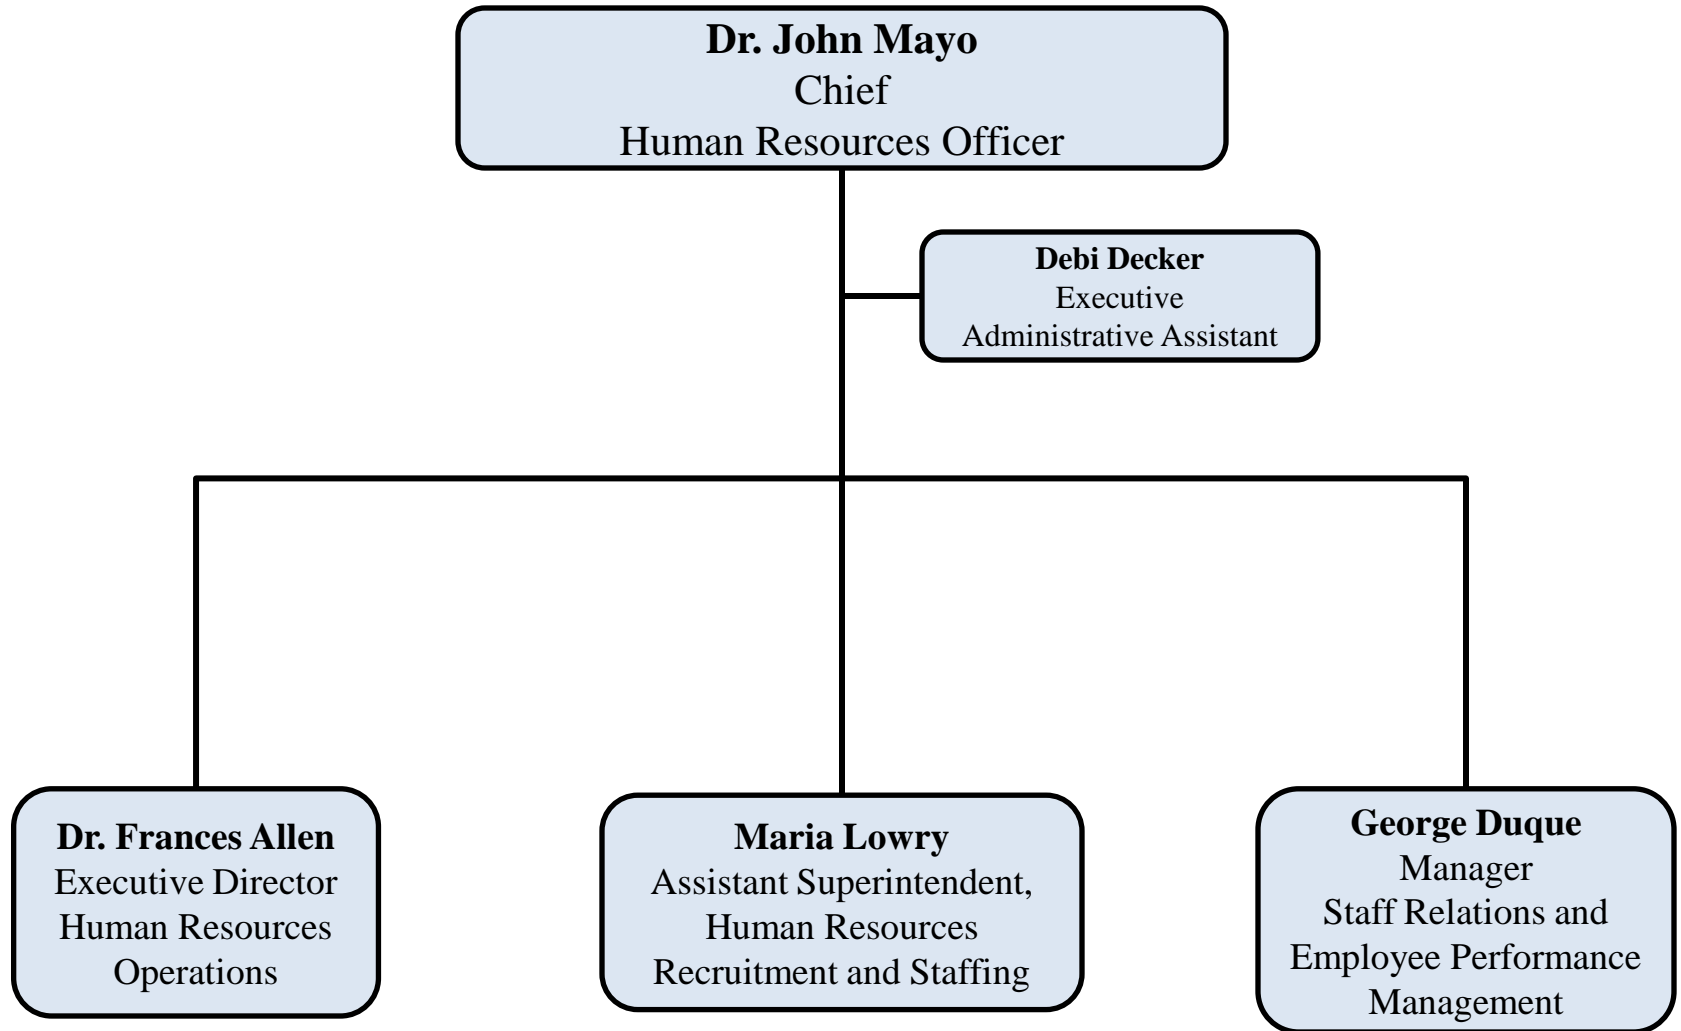 Dr. John Mayo
Chief
Human Resources Officer
Debi Decker
Executive
Administrative Assistant
Dr. Frances Allen
Executive Director
Human Resources
Operations
Maria Lowry
Assistant Superintendent,
Human Resources
Recruitment and Staffing
George Duque
Manager
Staff Relations and
Employee Performance
Management